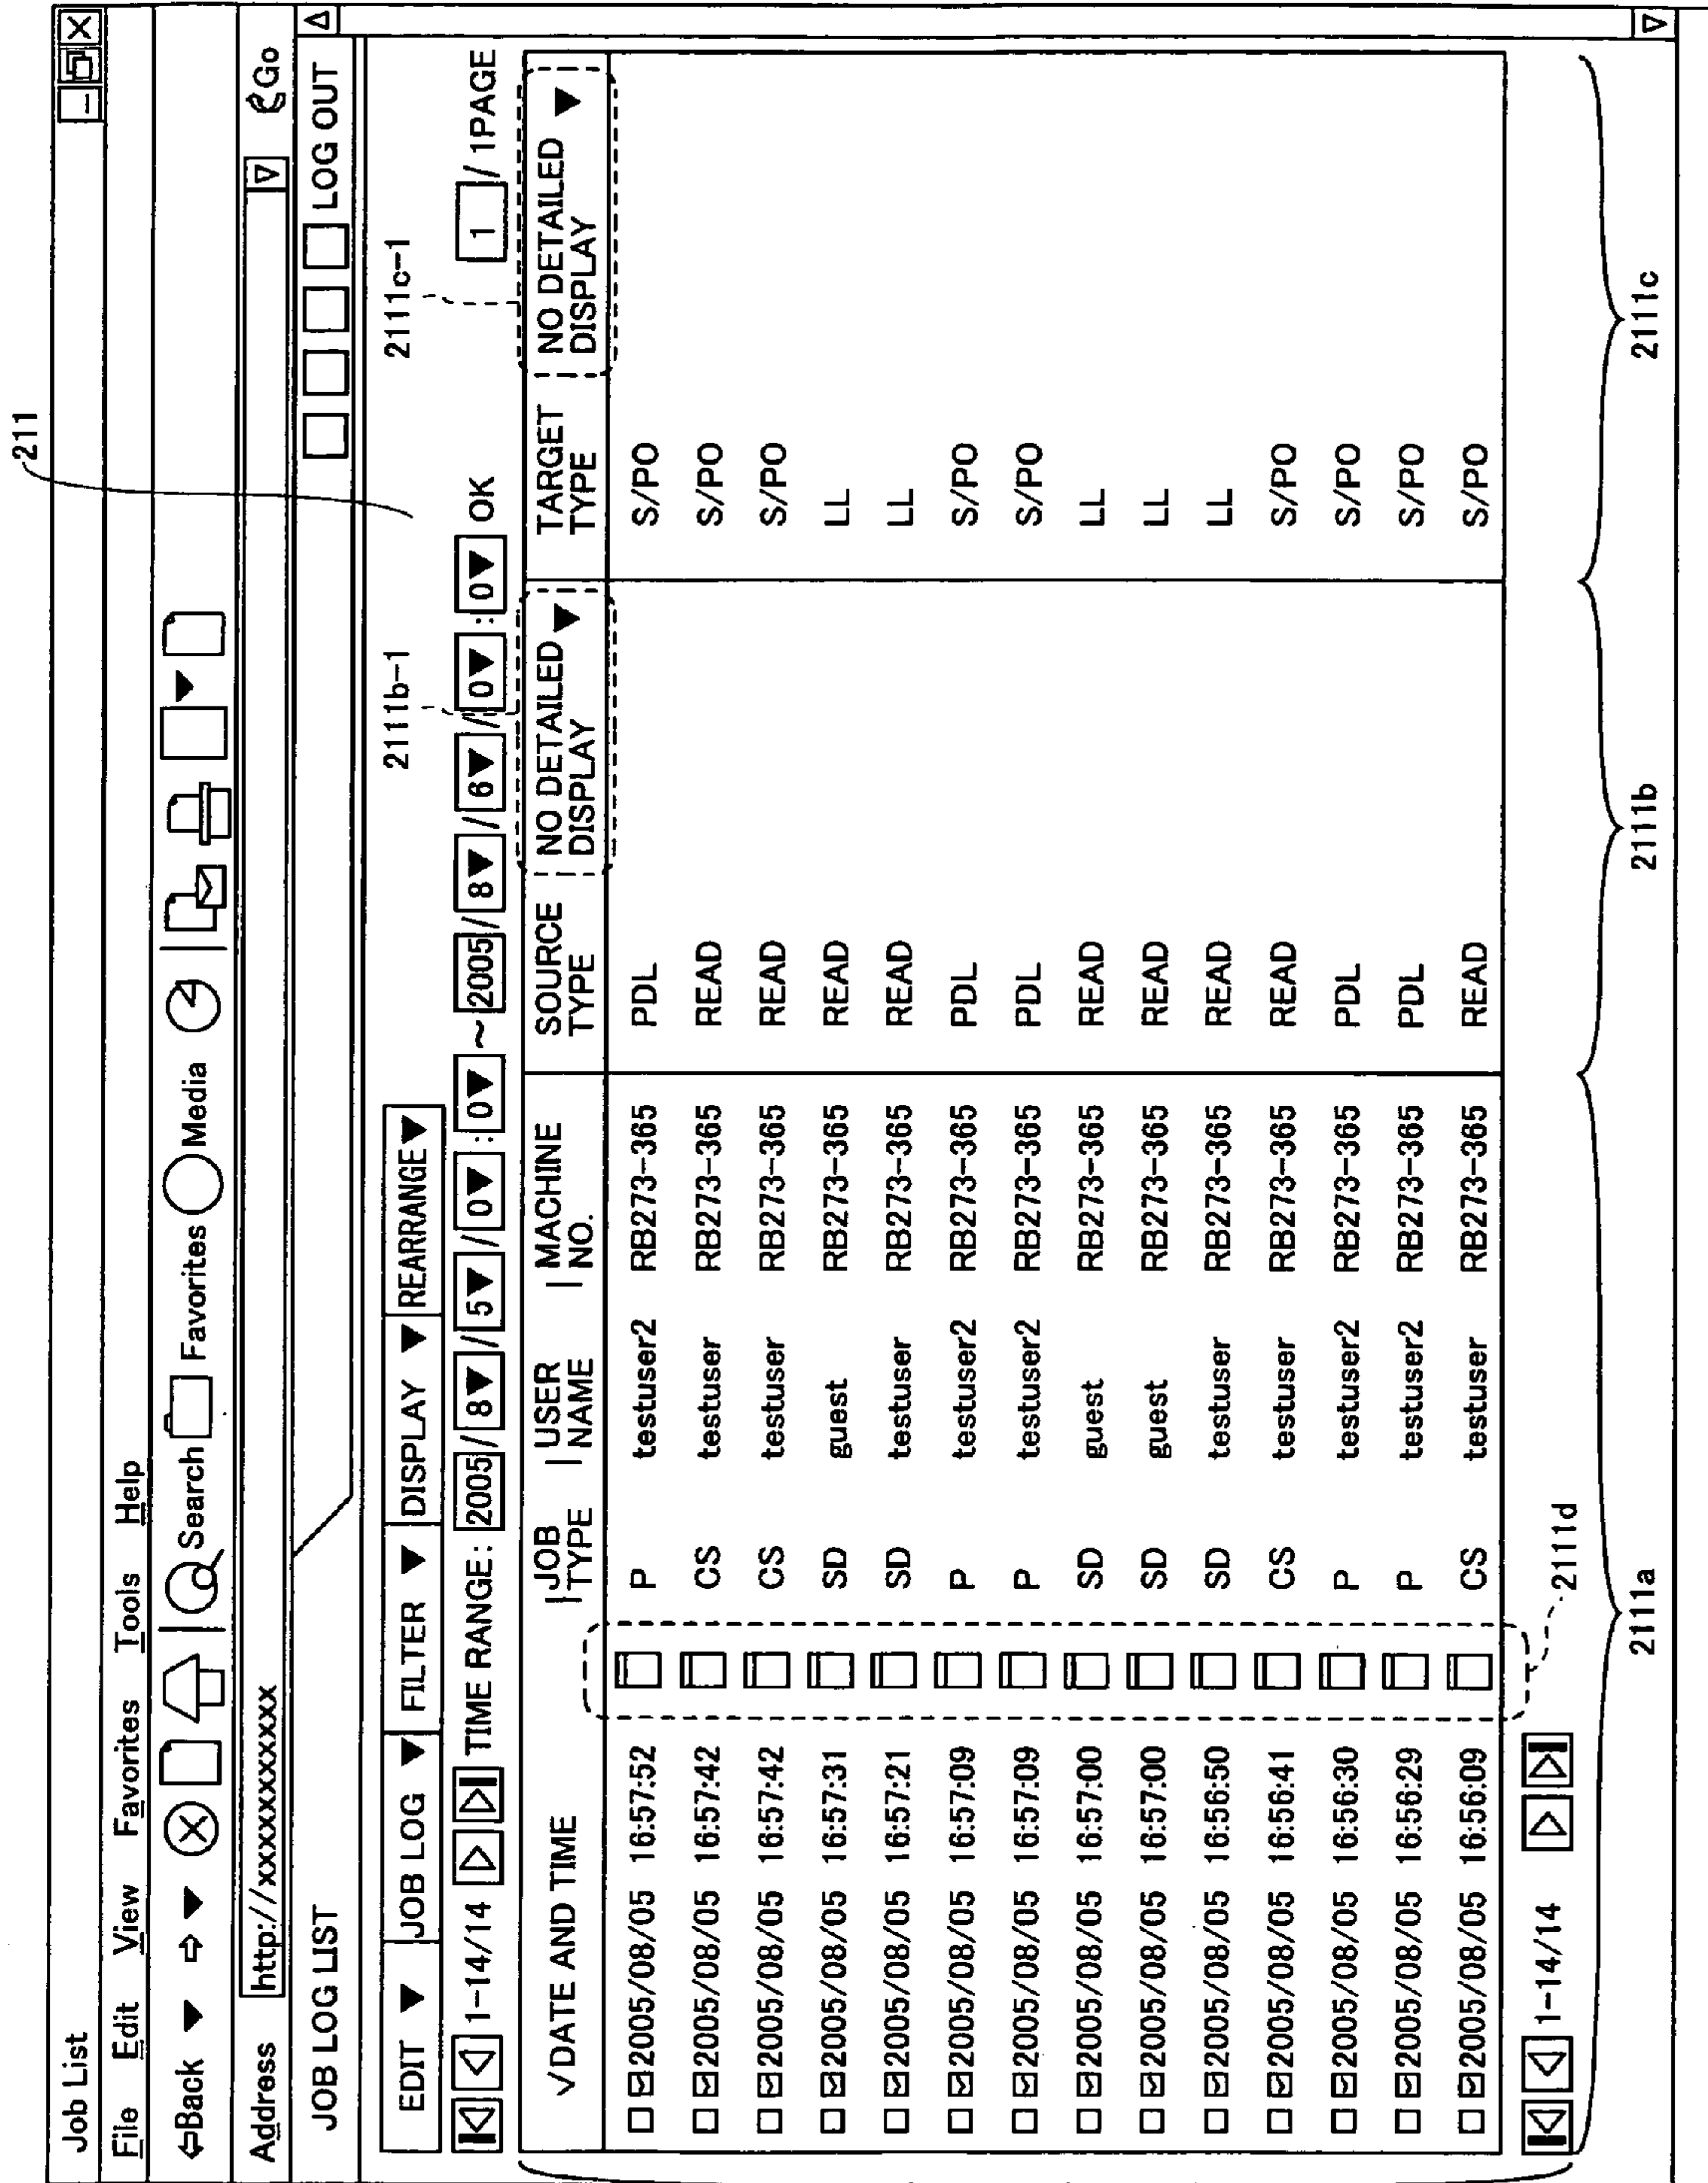 211
Job List
File Edit View Favorites Tools Help
Back Search Favorites Media
Address http://xxxxxxxxxxxx Go
JOB LOG LIST LOG OUT
EDIT ▼ JOB LOG ▼ FILTER ▼ DISPLAY ▼ REARRANGE ▼ 2111b-1 2111c-1
1-14/14 TIME RANGE: 2005/8▼/5▼/0▼:0▼~2005/8▼/6▼/0▼:0▼ OK 1/1PAGE
√DATE AND TIME | JOB TYPE | USER NAME | MACHINE NO. SOURCE TYPE | NO DETAILED DISPLAY ▼ TARGET TYPE | NO DETAILED DISPLAY ▼
2005/08/05 16:57:52 P testuser2 RB273-365 PDL S/PO
2005/08/05 16:57:42 CS testuser RB273-365 READ S/PO
2005/08/05 16:57:42 CS testuser RB273-365 READ S/PO
2005/08/05 16:57:31 SD guest RB273-365 READ LL
2005/08/05 16:57:21 SD testuser RB273-365 READ LL
2005/08/05 16:57:09 P testuser2 RB273-365 PDL S/PO
2005/08/05 16:57:09 P testuser2 RB273-365 PDL S/PO
2005/08/05 16:57:00 SD guest RB273-365 READ LL
2005/08/05 16:57:00 SD guest RB273-365 READ LL
2005/08/05 16:56:50 SD testuser RB273-365 READ LL
2005/08/05 16:56:41 CS testuser RB273-365 READ S/PO
2005/08/05 16:56:30 P testuser2 RB273-365 PDL S/PO
2005/08/05 16:56:29 P testuser2 RB273-365 PDL S/PO
2005/08/05 16:56:09 CS testuser RB273-365 READ S/PO
1-14/14 2111d
2111a 2111b 2111c